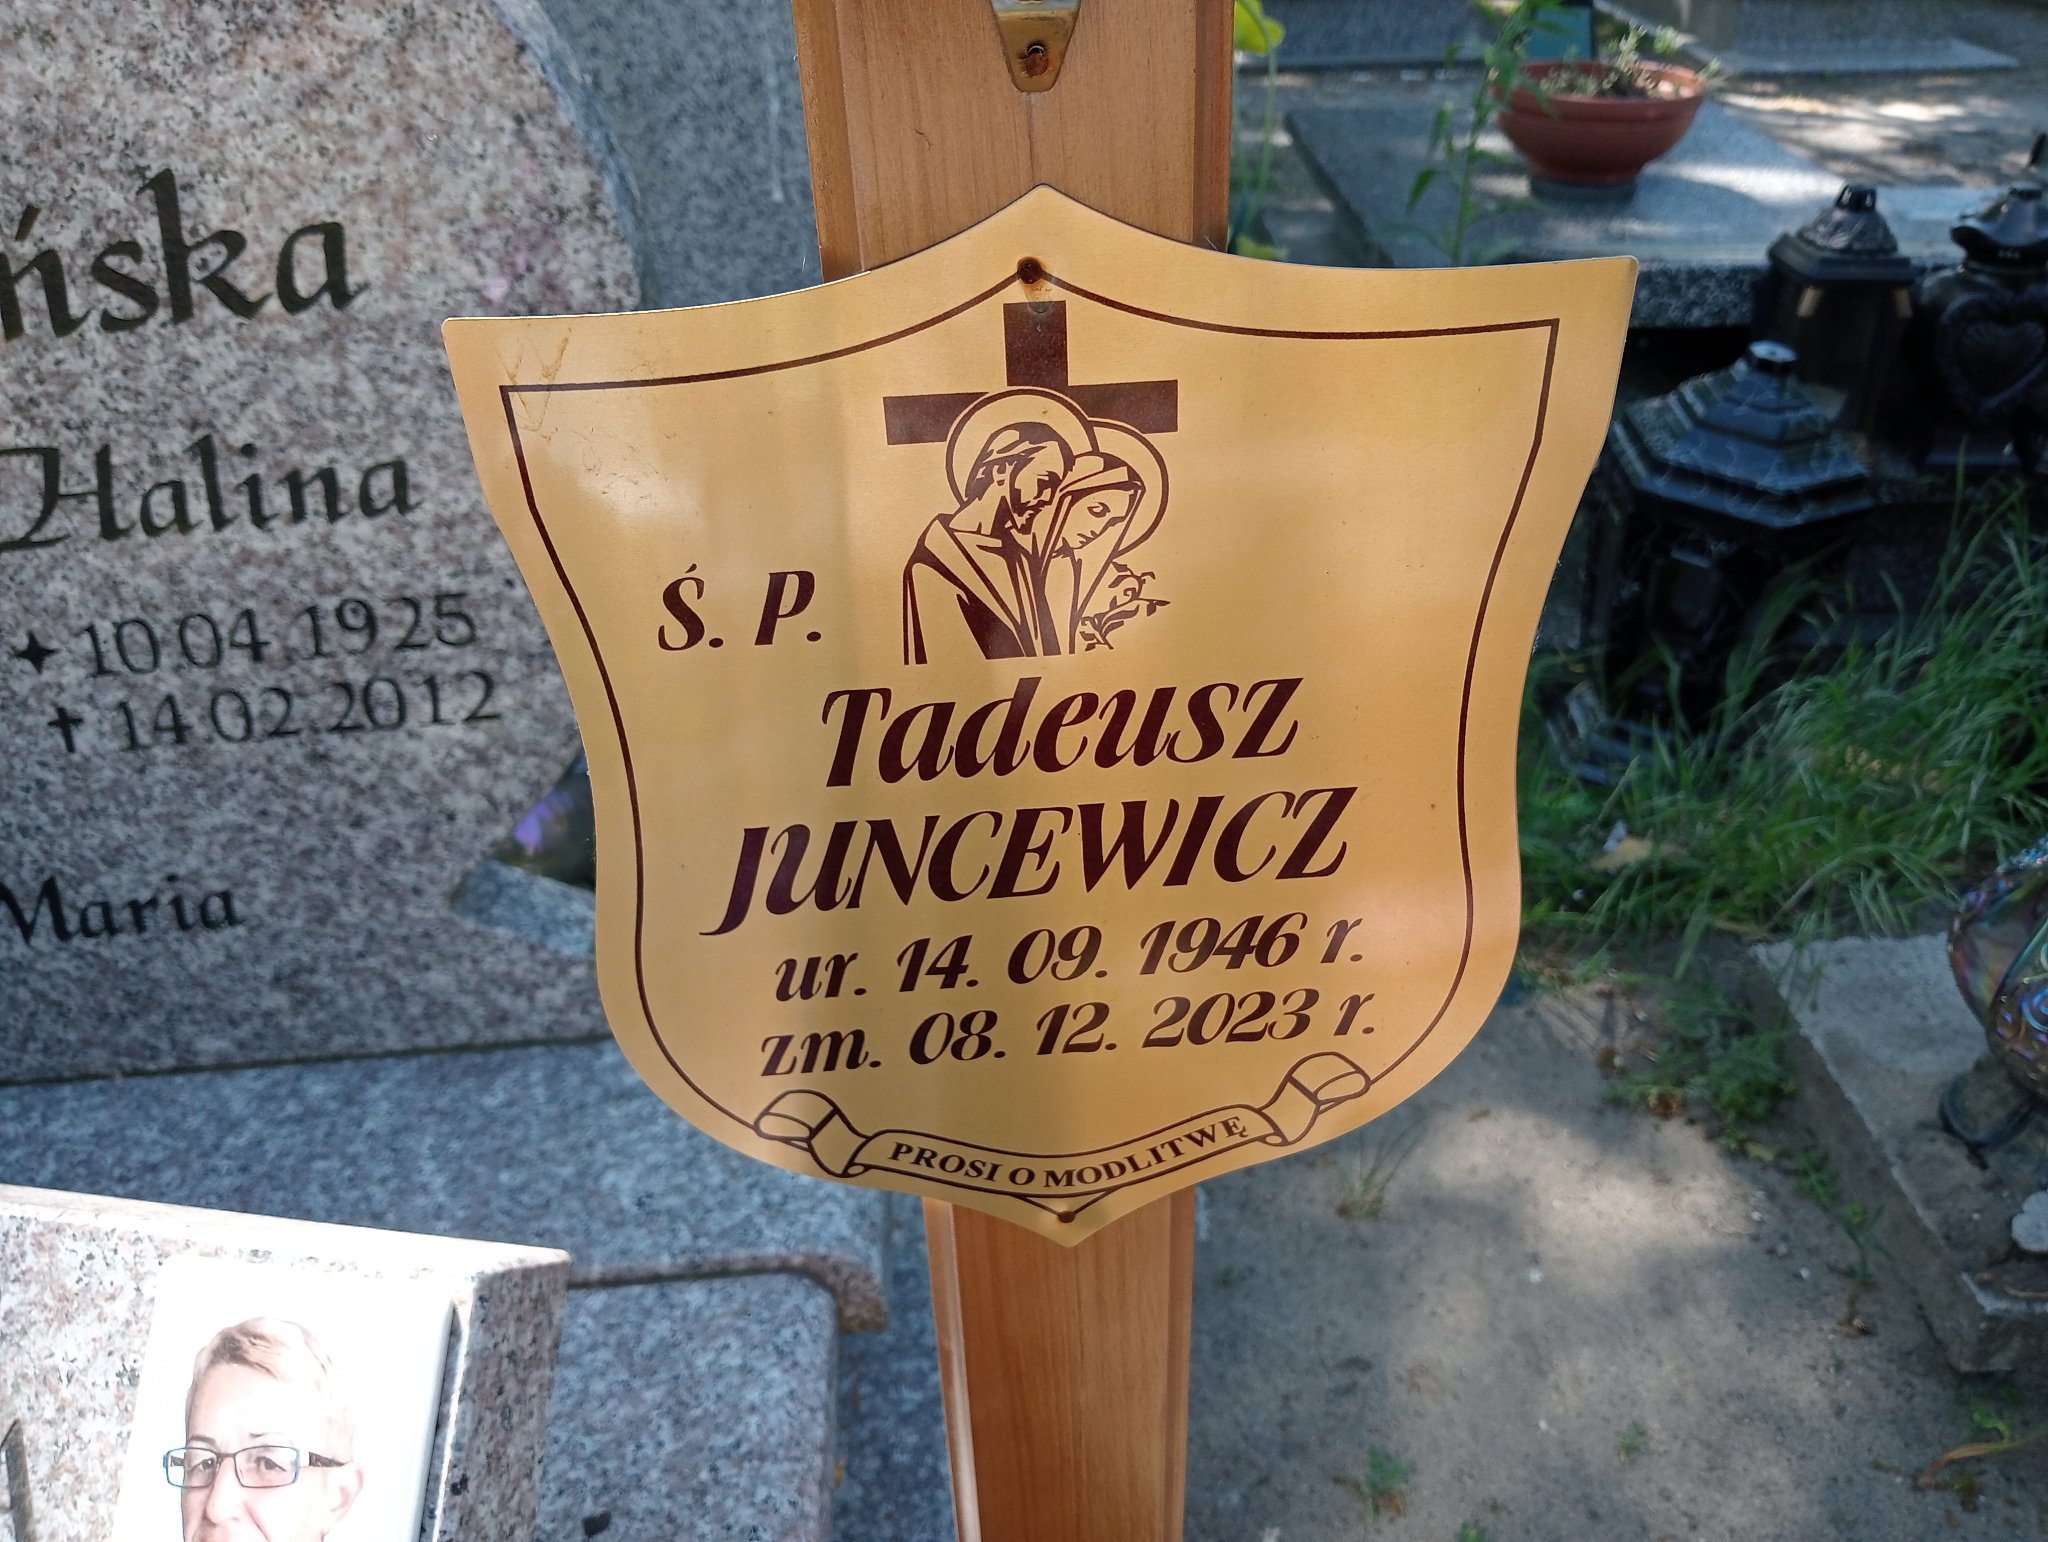 ńska
Halina
10 04 1925
14 02 2012
Maria
Ś. P.
Tadeusz
JUNCEWICZ
ur. 14. 09. 1946 r.
zm. 08. 12. 2023 r.
PROSI O MODLITWĘ